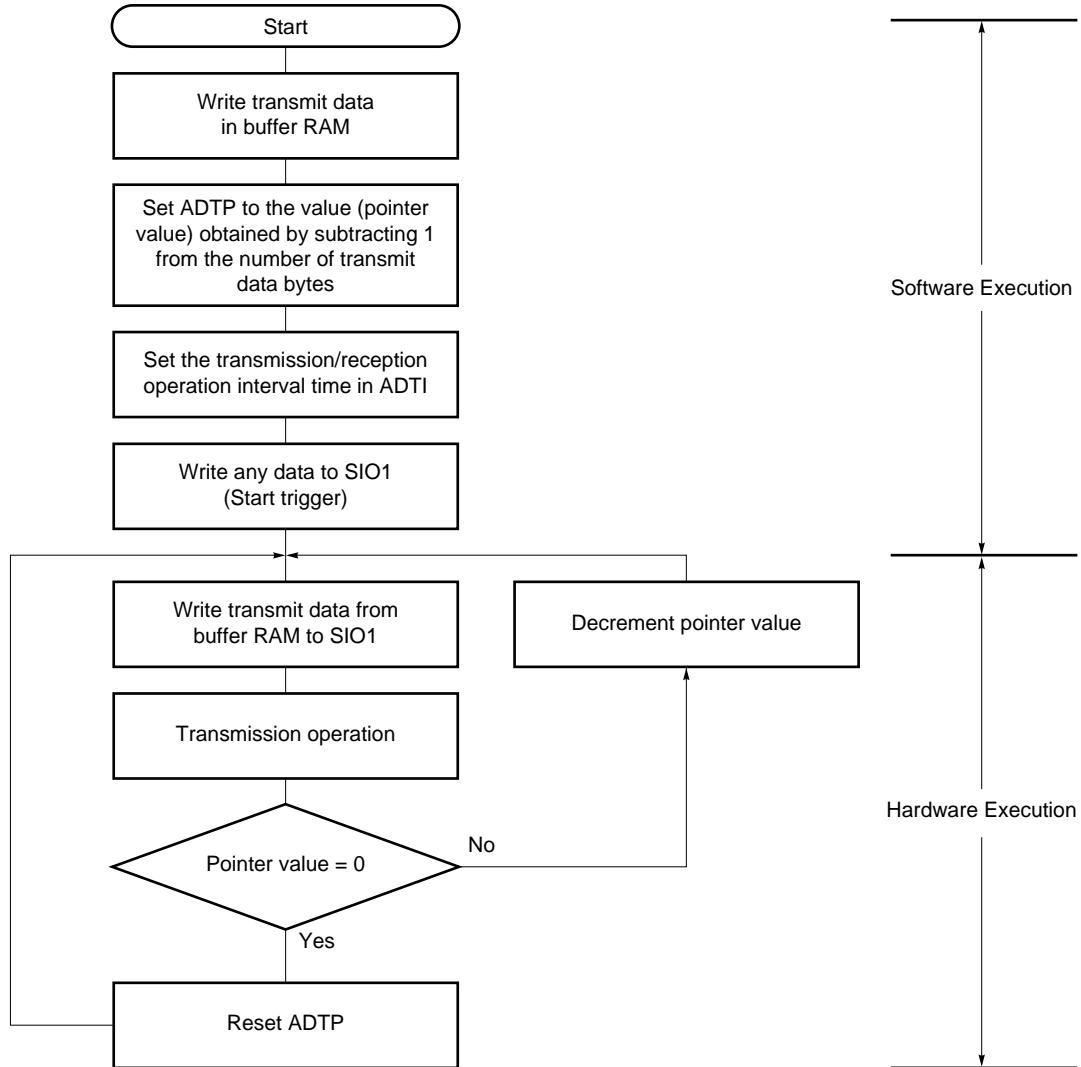 Start
Write transmit data
in buffer RAM
Set ADTP to the value (pointer
value) obtained by subtracting 1
from the number of transmit
data bytes
Software Execution
Set the transmission/reception
operation interval time in ADTI
Write any data to SIO1
(Start trigger)
Write transmit data from
buffer RAM to SIO1
Decrement pointer value
Transmission operation
Hardware Execution
Pointer value = 0
No
Yes
Reset ADTP